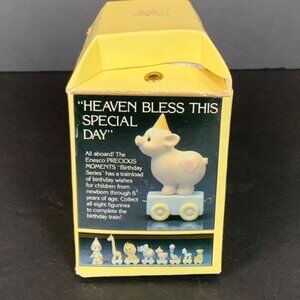 "HEAVEN BLESS THIS
SPECIAL
DAY"
All aboard! The
Enesco PRECIOUS
MOMENTS "Birthday
Series" has a trainload
of birthday wishes
for children from
newborn through 6
years of age. Collect
all eight figurines
to complete the
birthday train!